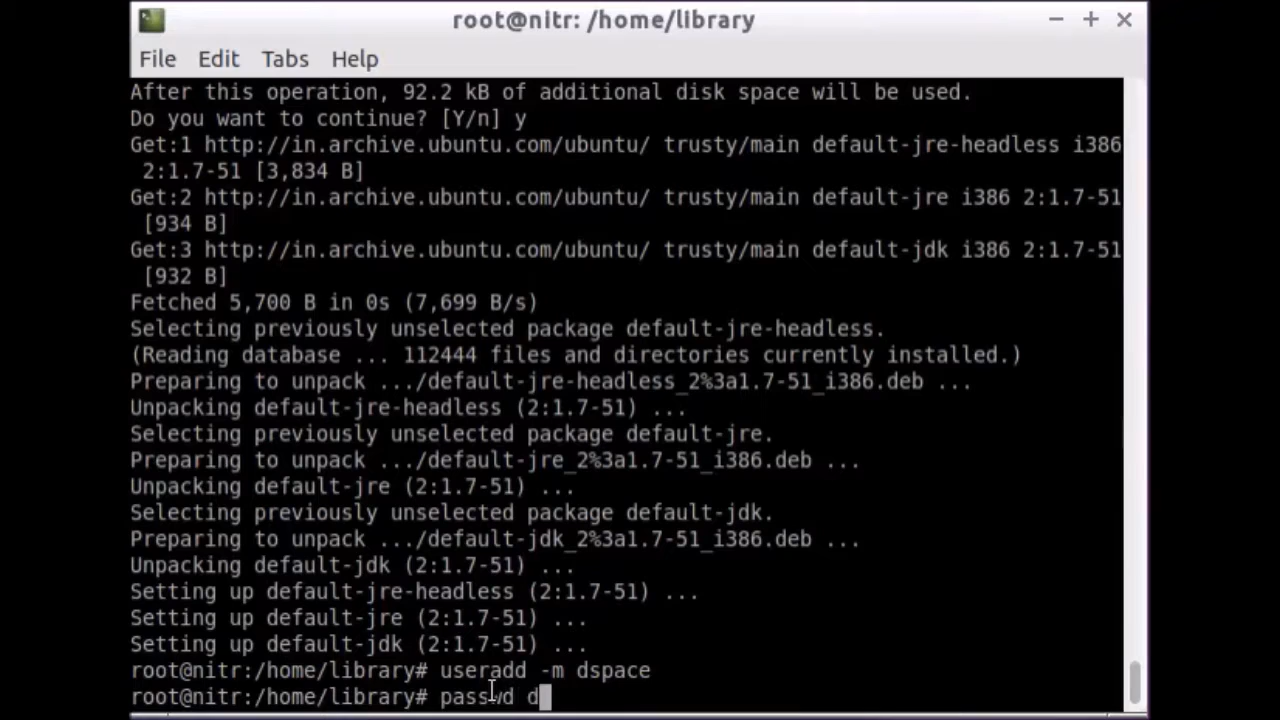 root@nitr: /home/library
File Edit Tabs Help
After this operation, 92.2 kB of additional disk space will be used.
Do you want to continue? [Y/n] y
Get:1 http://in.archive.ubuntu.com/ubuntu/ trusty/main default-jre-headless i386
2:1.7-51 [3,834 B]
Get:2 http://in.archive.ubuntu.com/ubuntu/ trusty/main default-jre i386 2:1.7-51
[934 B]
Get:3 http://in.archive.ubuntu.com/ubuntu/ trusty/main default-jdk i386 2:1.7-51
[932 B]
Fetched 5,700 B in 0s (7,699 B/s)
Selecting previously unselected package default-jre-headless.
(Reading database ... 112444 files and directories currently installed.)
Preparing to unpack .../default-jre-headless_2%3a1.7-51_i386.deb ...
Unpacking default-jre-headless (2:1.7-51) ...
Selecting previously unselected package default-jre.
Preparing to unpack .../default-jre_2%3a1.7-51_i386.deb ...
Unpacking default-jre (2:1.7-51) ...
Selecting previously unselected package default-jdk.
Preparing to unpack .../default-jdk_2%3a1.7-51_i386.deb ...
Unpacking default-jdk (2:1.7-51) ...
Setting up default-jre-headless (2:1.7-51) ...
Setting up default-jre (2:1.7-51) ...
Setting up default-jdk (2:1.7-51) ...
root@nitr:/home/library# useradd -m dspace
root@nitr:/home/library# passwd d